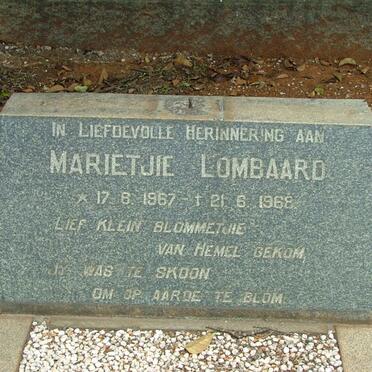 IN LIEFDEVOLLE HERINNERING AAN
MARIETJIE LOMBAARD
* 17. 6. 1967 - † 21. 6. 1968.
LIEF KLEIN BLOMMETJIE
VAN HEMEL GEKOM,
JY WAS TE SKOON
OM OP AARDE TE BLOM.